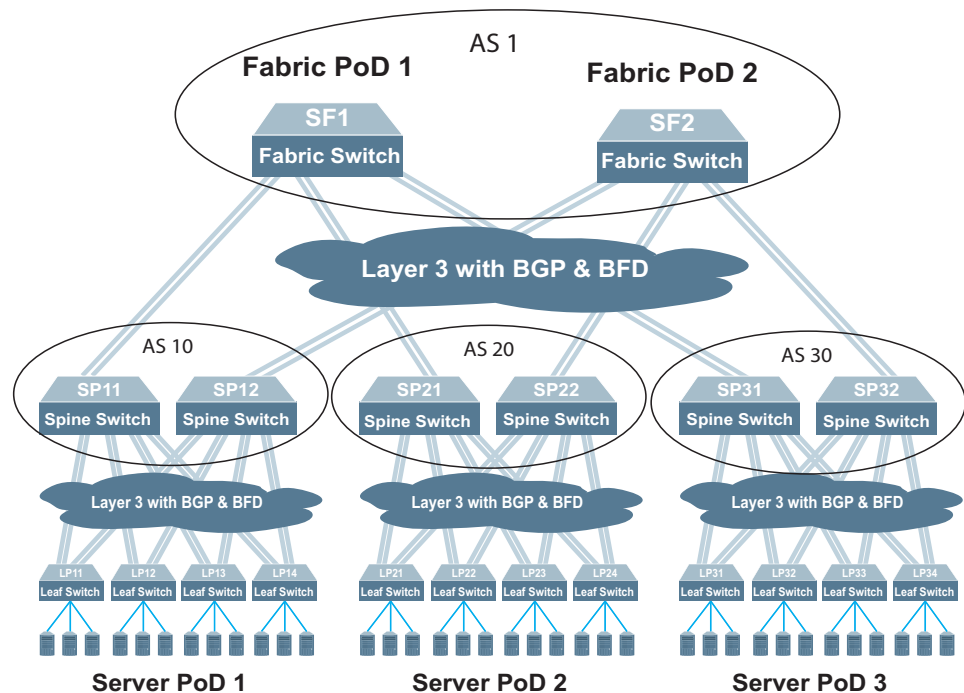 AS 1
Fabric PoD 1
Fabric PoD 2
SF1
Fabric Switch
SF2
Fabric Switch
Layer 3 with BGP & BFD
AS 10
AS 20
AS 30
SP11
Spine Switch
SP12
Spine Switch
SP21
Spine Switch
SP22
Spine Switch
SP31
Spine Switch
SP32
Spine Switch
Layer 3 with BGP & BFD
Layer 3 with BGP & BFD
Layer 3 with BGP & BFD
LP11
Leaf Switch
LP12
Leaf Switch
LP13
Leaf Switch
LP14
Leaf Switch
LP21
Leaf Switch
LP22
Leaf Switch
LP23
Leaf Switch
LP24
Leaf Switch
LP31
Leaf Switch
LP32
Leaf Switch
LP33
Leaf Switch
LP34
Leaf Switch
Server PoD 1
Server PoD 2
Server PoD 3